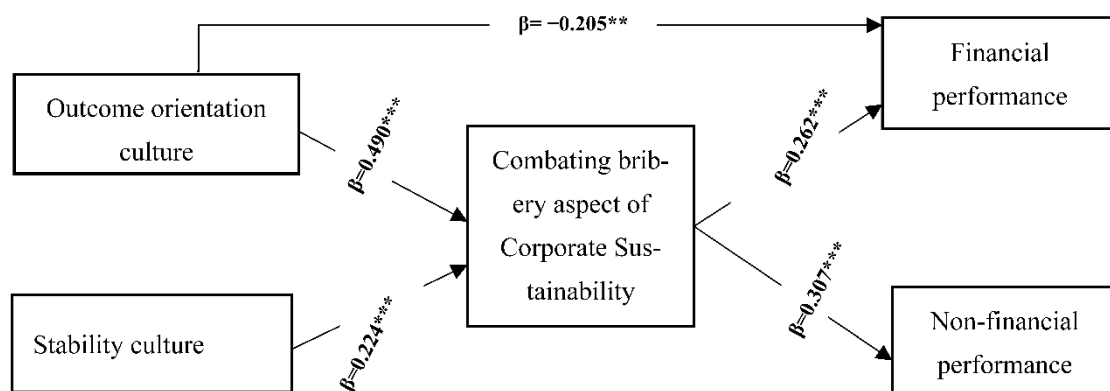 β= −0.205**
Outcome orientation
culture
Financial
performance
β=0.490***
β=0.262***
Combating brib-
ery aspect of
Corporate Sus-
tainability
β=0.224***
β=0.307***
Stability culture
Non-financial
performance